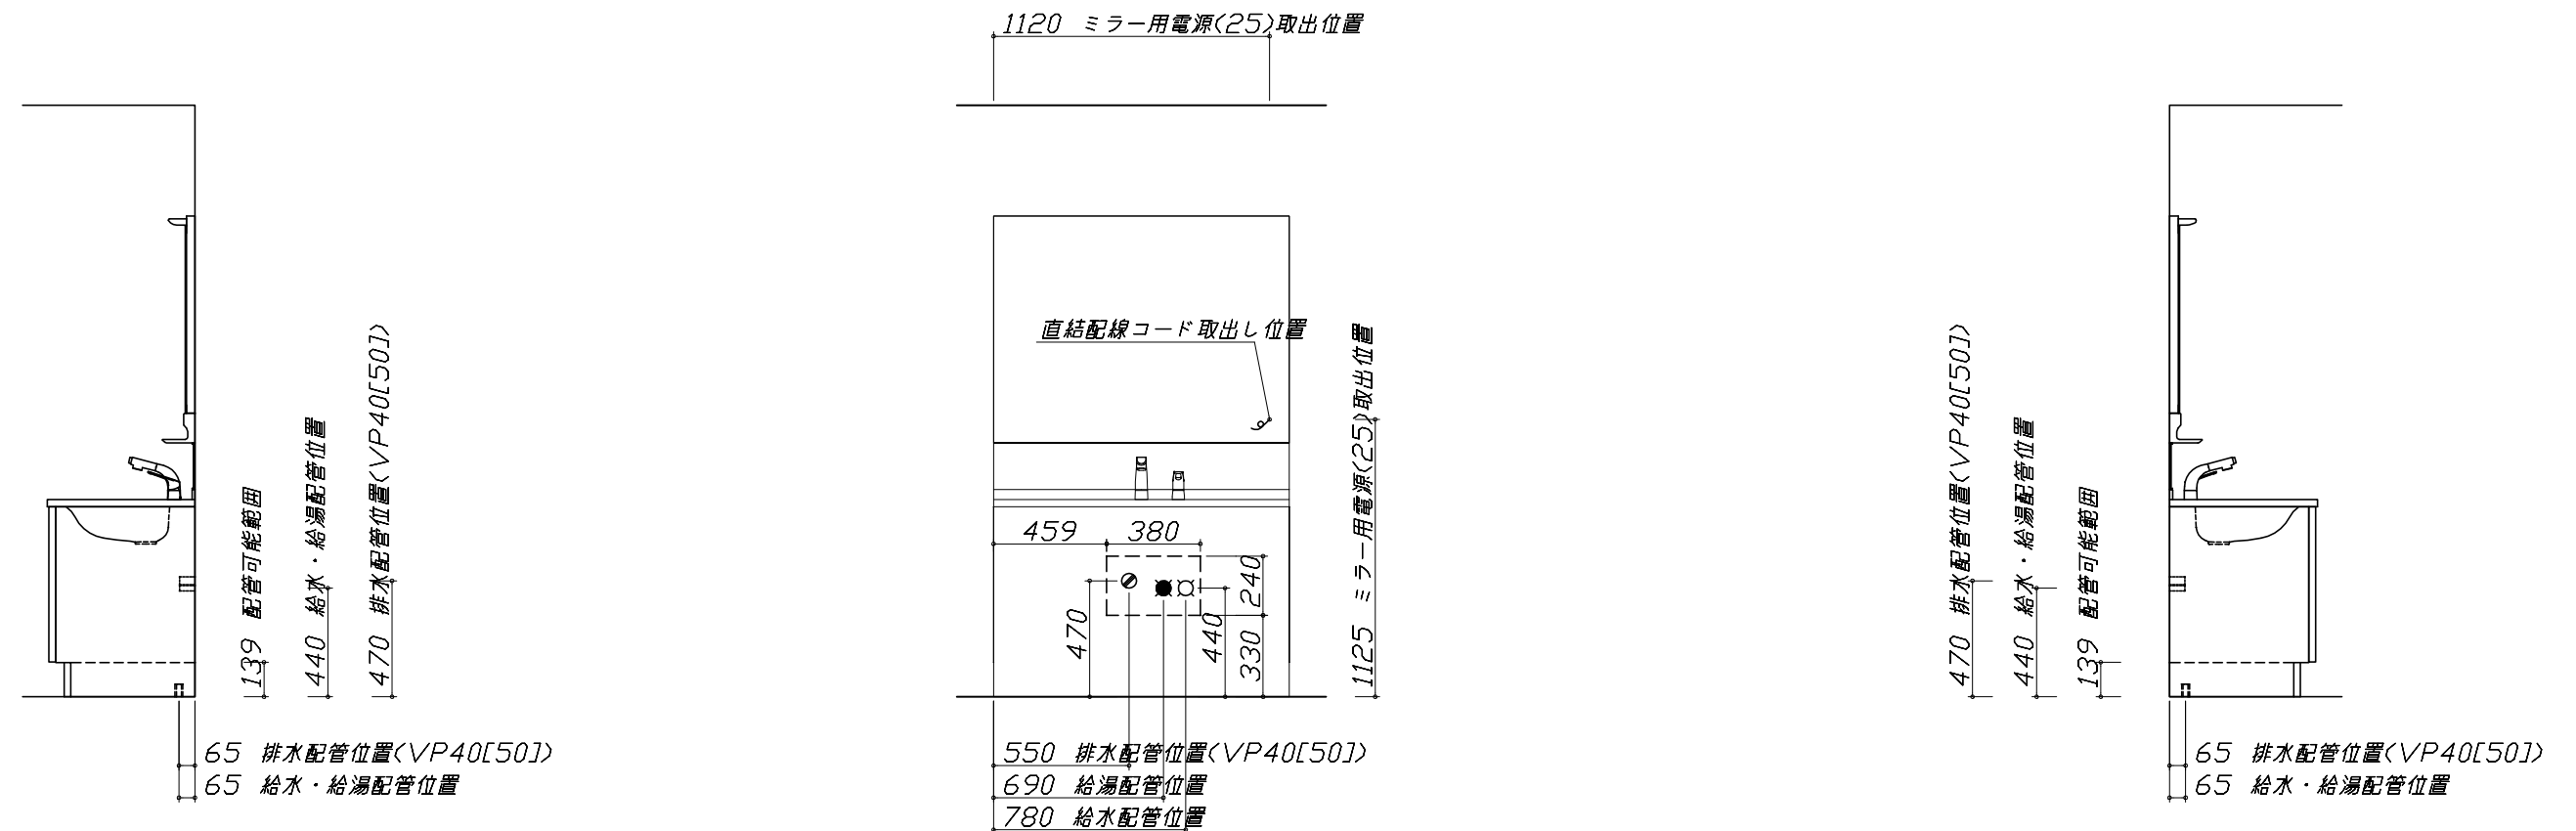 1120 ミラー用電源(25)取出位置
直結配線コード取出し位置
1125 ミラー用電源(25)取出位置
139 配管可能範囲
440 給水・給湯配管位置
470 排水配管位置(VP40[50])
65 排水配管位置(VP40[50])
65 給水・給湯配管位置
459
380
240
470
440
330
550 排水配管位置(VP40[50])
690 給湯配管位置
780 給水配管位置
470 排水配管位置(VP40[50])
440 給水・給湯配管位置
139 配管可能範囲
65 排水配管位置(VP40[50])
65 給水・給湯配管位置